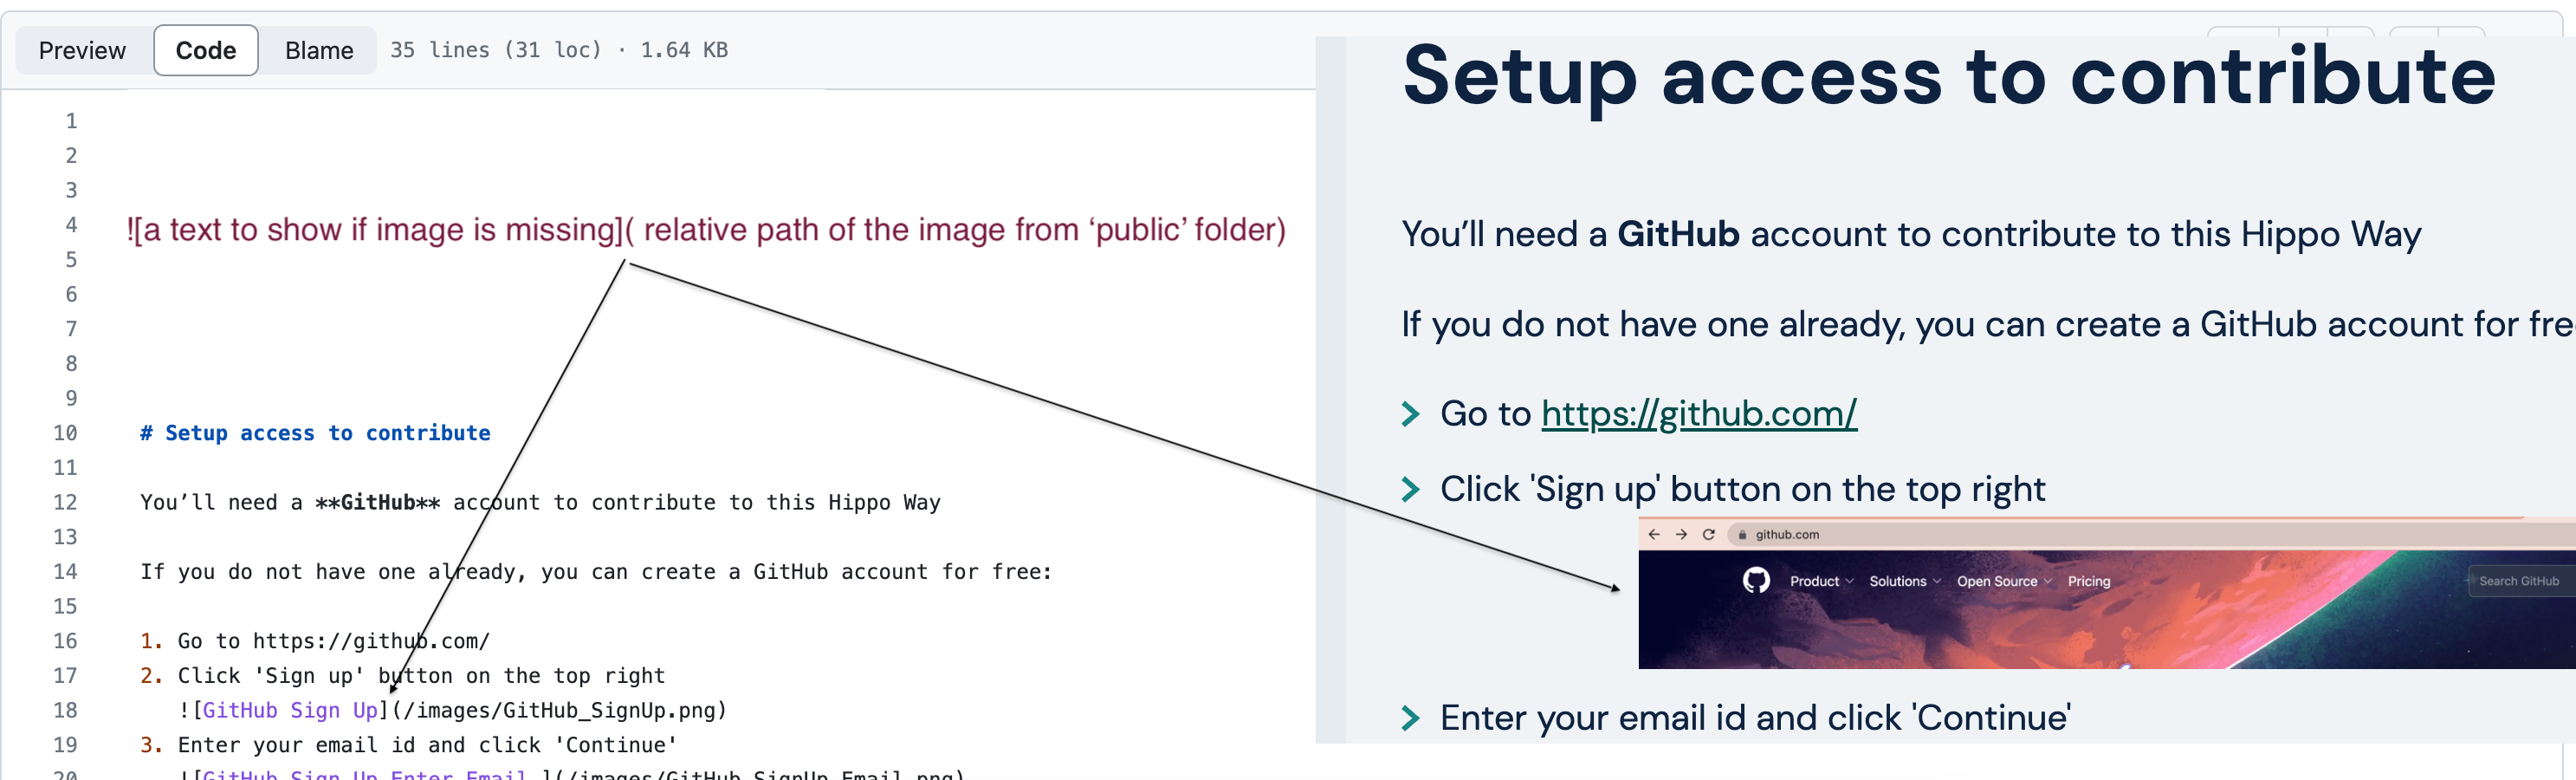 Preview Code Blame 35 lines (31 loc) · 1.64 KB
1
2
3
4 ![a text to show if image is missing]( relative path of the image from ‘public’ folder)
5
6
7
8
9
10 # Setup access to contribute
11
12 You’ll need a **GitHub** account to contribute to this Hippo Way
13
14 If you do not have one already, you can create a GitHub account for free:
15
16 1. Go to https://github.com/
17 2. Click 'Sign up' button on the top right
18 ![GitHub Sign Up](/images/GitHub_SignUp.png)
19 3. Enter your email id and click 'Continue'
20 ![GitHub Sign Up Enter Email ](/images/GitHub_SignUp_Email.png)
Setup access to contribute
You’ll need a GitHub account to contribute to this Hippo Way
If you do not have one already, you can create a GitHub account for fre
Go to https://github.com/
Click 'Sign up' button on the top right
github.com
Product Solutions Open Source Pricing Search GitHub
Enter your email id and click 'Continue'